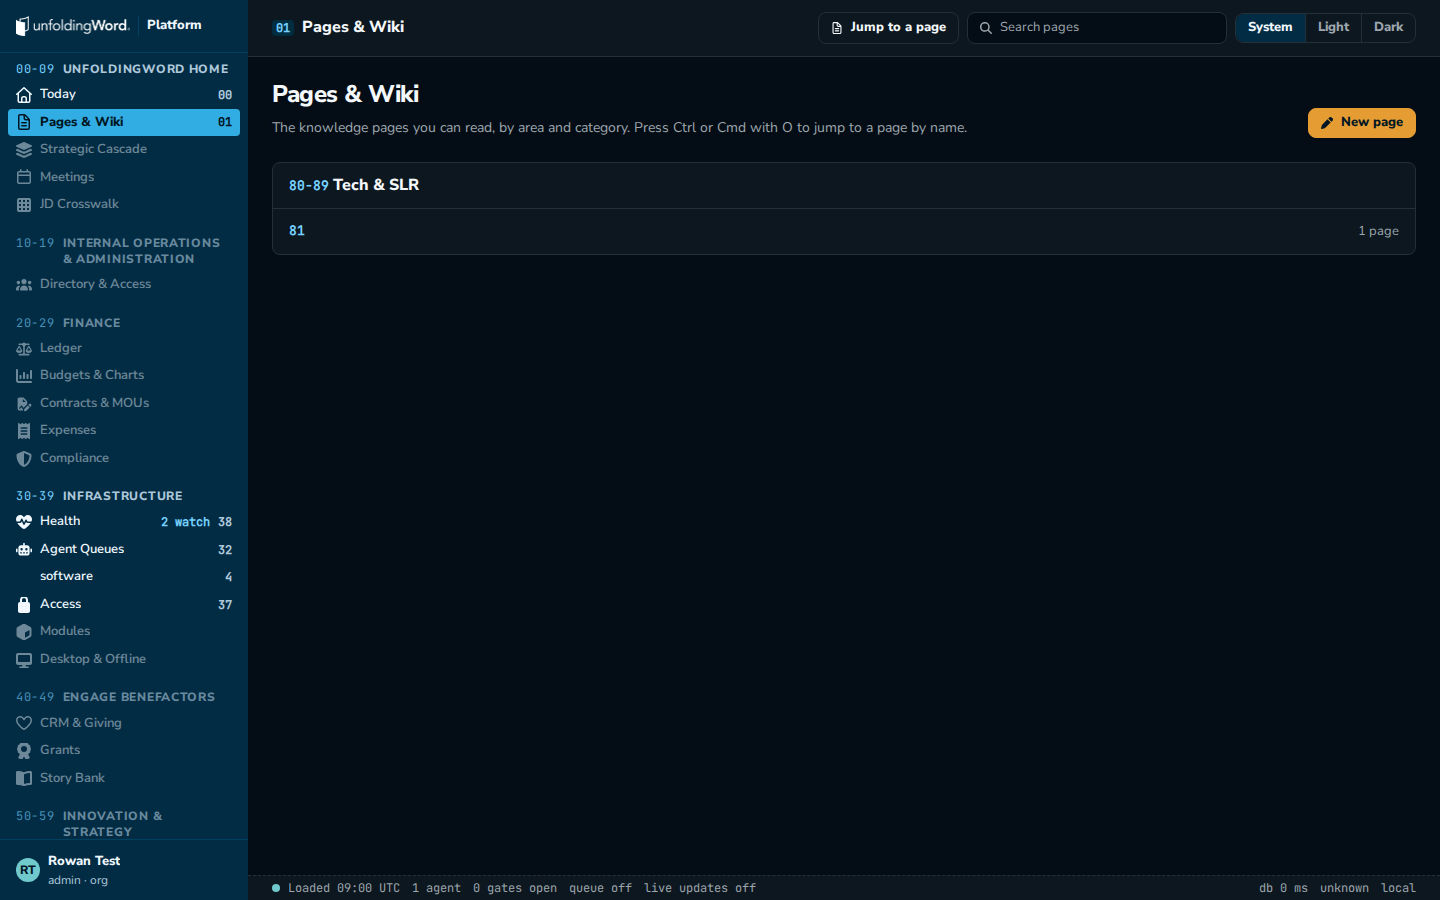 unfoldingWord. Platform
00-09 UNFOLDINGWORD HOME
Today 00
Pages & Wiki 01
Strategic Cascade
Meetings
JD Crosswalk
10-19 INTERNAL OPERATIONS
& ADMINISTRATION
Directory & Access
20-29 FINANCE
Ledger
Budgets & Charts
Contracts & MOUs
Expenses
Compliance
30-39 INFRASTRUCTURE
Health 2 watch 38
Agent Queues 32
software 4
Access 37
Modules
Desktop & Offline
40-49 ENGAGE BENEFACTORS
CRM & Giving
Grants
Story Bank
50-59 INNOVATION &
STRATEGY
RT Rowan Test
admin · org
01 Pages & Wiki Jump to a page Search pages System Light Dark
Pages & Wiki
The knowledge pages you can read, by area and category. Press Ctrl or Cmd with O to jump to a page by name.
New page
80-89 Tech & SLR
81 1 page
Loaded 09:00 UTC 1 agent 0 gates open queue off live updates off db 0 ms unknown local